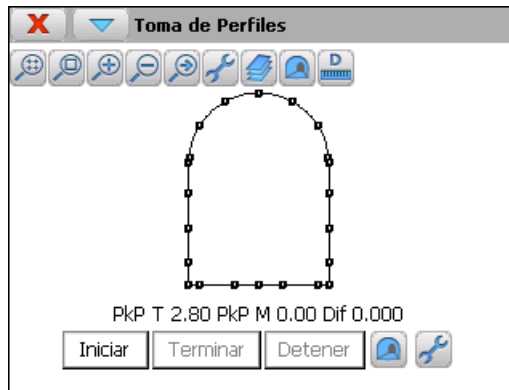 X Toma de Perfiles
D
PkP T 2.80 PkP M 0.00 Dif 0.000
Iniciar Terminar Detener